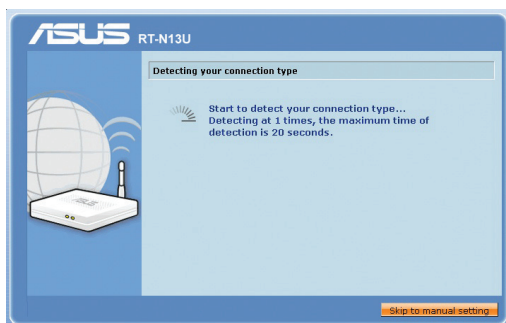 ASUS RT-N13U
Detecting your connection type
Start to detect your connection type...
Detecting at 1 times, the maximum time of
detection is 20 seconds.
ASUS
Skip to manual setting